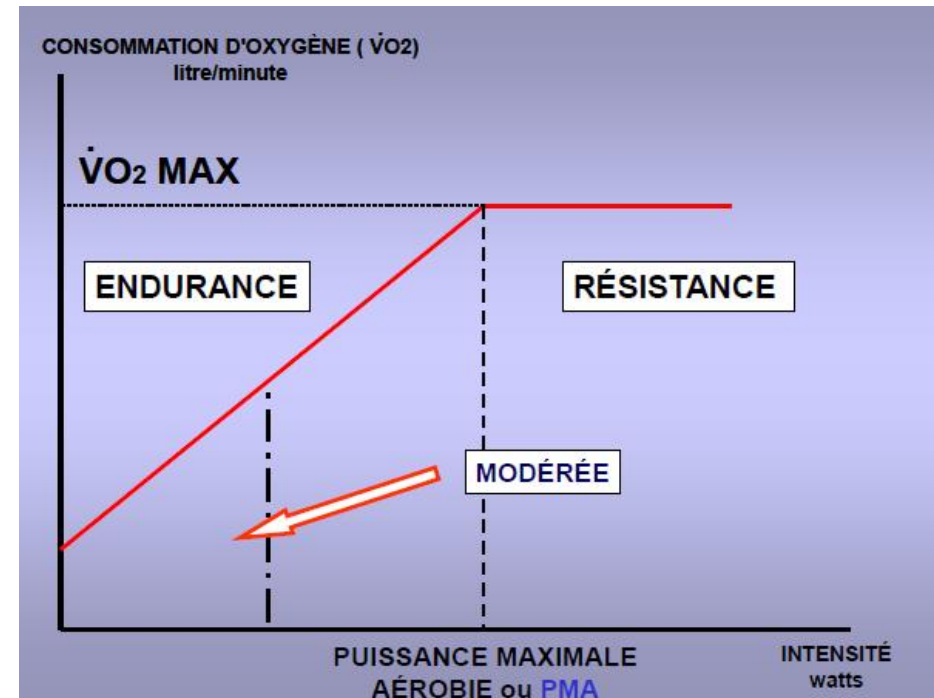 CONSOMMATION D'OXYGÈNE ( V̇O2)
litre/minute
V̇O2 MAX
ENDURANCE
RÉSISTANCE
MODÉRÉE
PUISSANCE MAXIMALE
AÉROBIE ou PMA
INTENSITÉ
watts